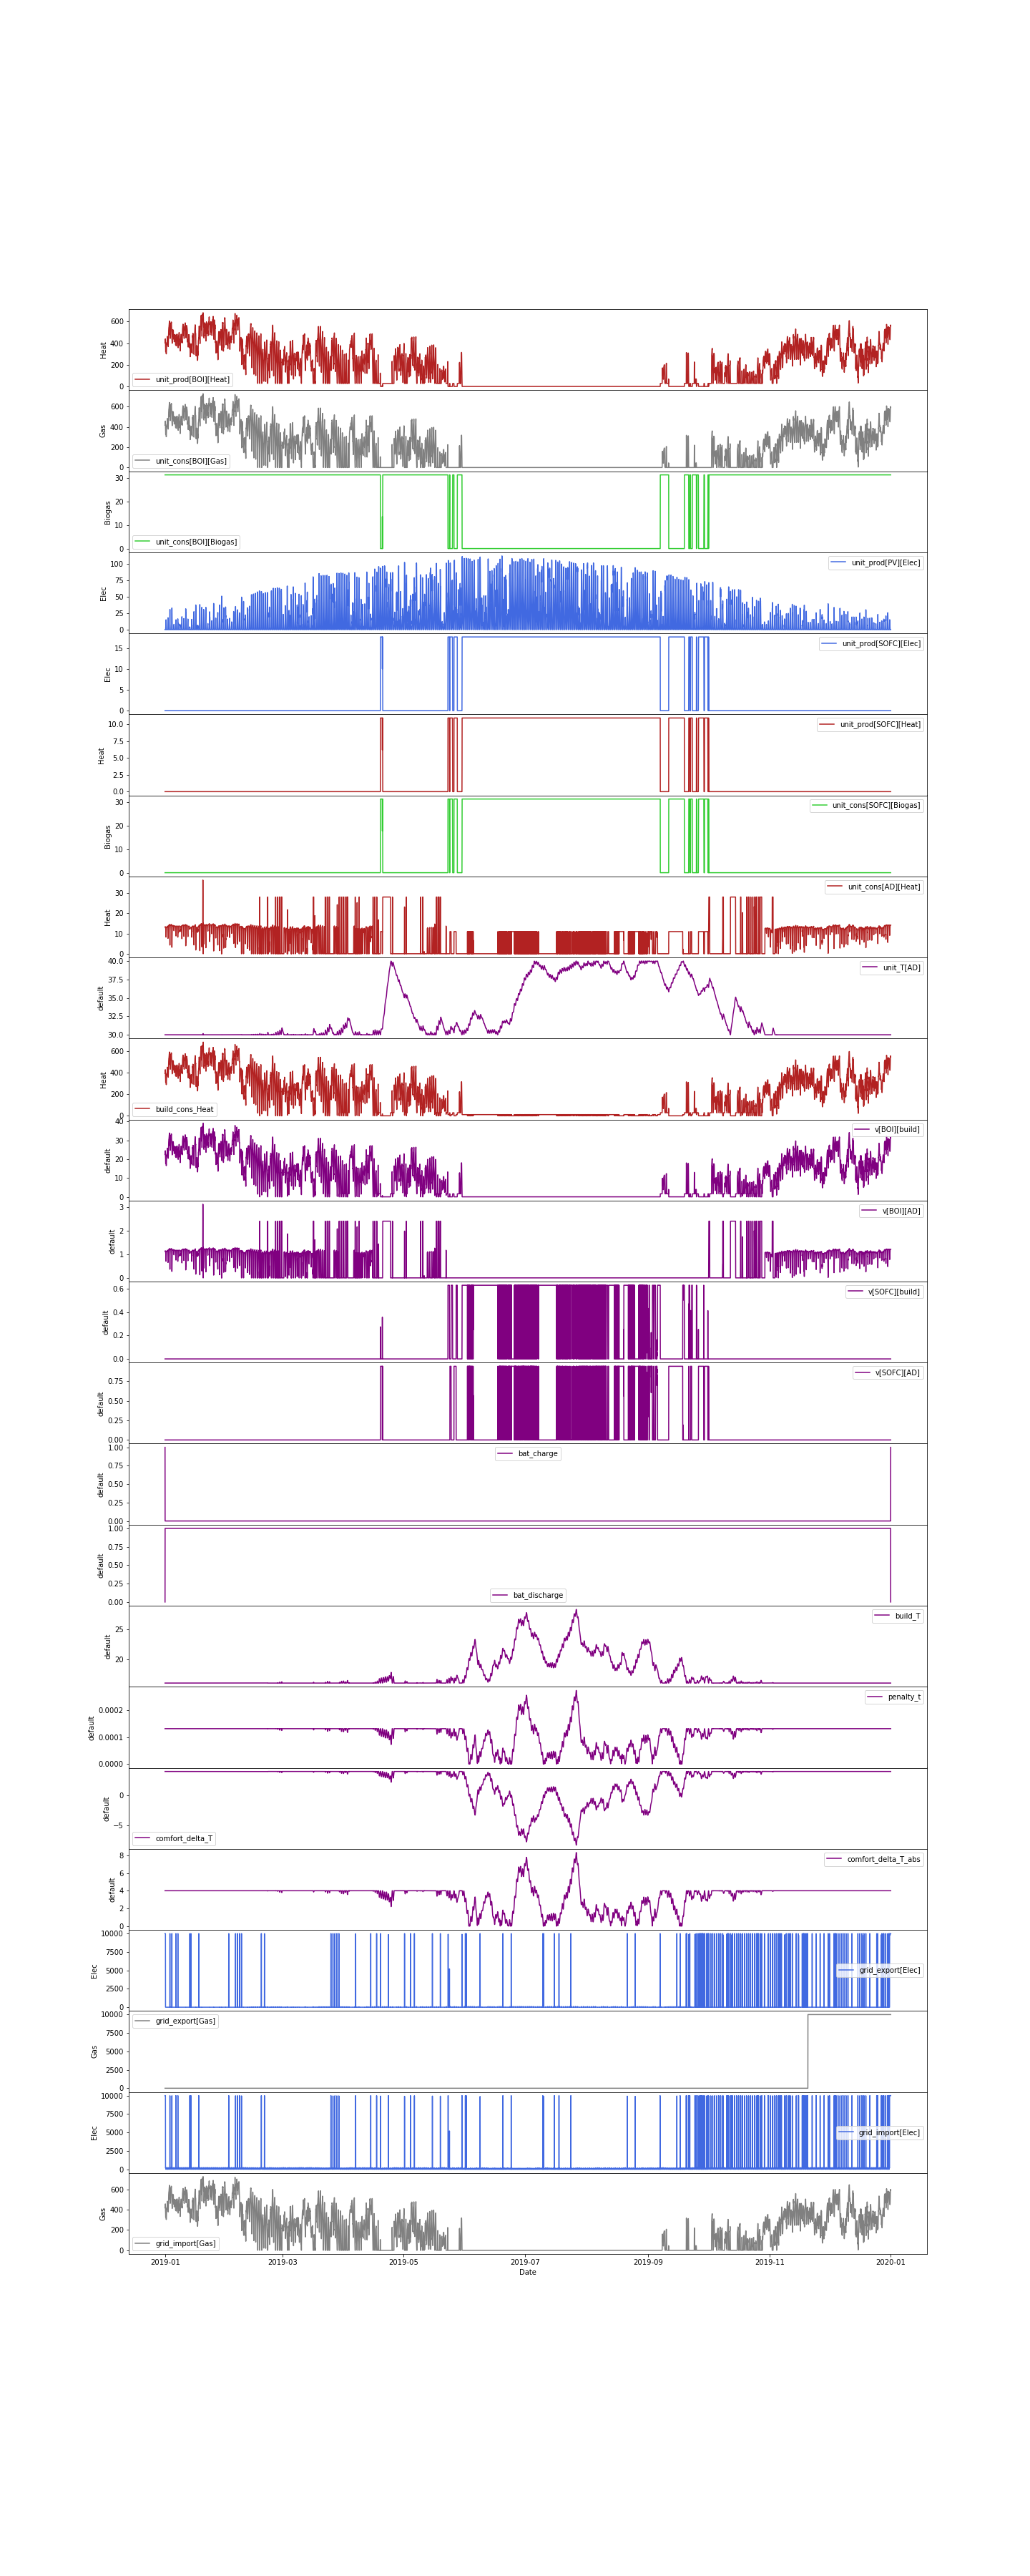 600
400
200
0
Heat
unit_prod[BOI][Heat]
600
400
200
0
Gas
unit_cons[BOI][Gas]
30
20
10
0
Biogas
unit_cons[BOI][Biogas]
100
75
50
25
0
Elec
unit_prod[PV][Elec]
15
10
5
0
Elec
unit_prod[SOFC][Elec]
10.0
7.5
5.0
2.5
0.0
Heat
unit_prod[SOFC][Heat]
30
20
10
0
Biogas
unit_cons[SOFC][Biogas]
30
20
10
0
Heat
unit_cons[AD][Heat]
40.0
37.5
35.0
32.5
30.0
default
unit_T[AD]
600
400
200
0
Heat
build_cons_Heat
40
30
20
10
0
default
v[BOI][build]
3
2
1
0
default
v[BOI][AD]
0.6
0.4
0.2
0.0
default
v[SOFC][build]
0.75
0.50
0.25
0.00
default
v[SOFC][AD]
1.00
0.75
0.50
0.25
0.00
default
bat_charge
1.00
0.75
0.50
0.25
0.00
default
bat_discharge
25
20
default
build_T
0.0002
0.0001
0.0000
default
penalty_t
0
−5
default
comfort_delta_T
8
6
4
2
0
default
comfort_delta_T_abs
10000
7500
5000
2500
0
Elec
grid_export[Elec]
10000
7500
5000
2500
0
Gas
grid_export[Gas]
10000
7500
5000
2500
0
Elec
grid_import[Elec]
600
400
200
0
Gas
grid_import[Gas]
2019-01 2019-03 2019-05 2019-07 2019-09 2019-11 2020-01
Date